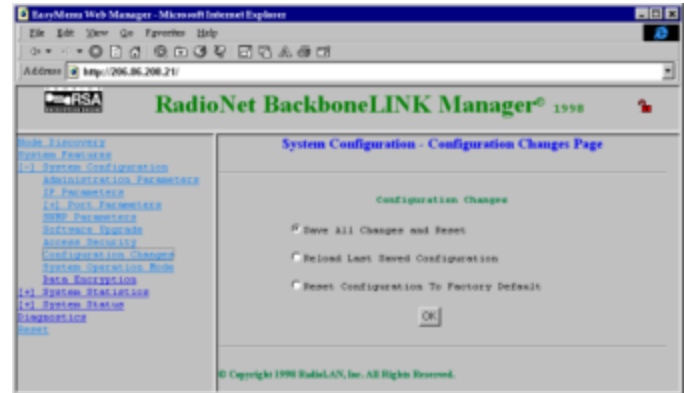 EasyMenu Web Manager - Microsoft Internet Explorer
File Edit View Go Favorites Help
Address http://206.86.208.21/
RSA
RadioNet BackboneLINK Manager© 1998
Node Discovery
System Features
[-] System Configuration
Administration Parameters
IP Parameters
[+] Port Parameters
SNMP Parameters
Software Upgrade
Access Security
Configuration Changes
System Operation Mode
Data Encryption
[+] System Statistics
[+] System Status
Diagnostics
Reset
System Configuration - Configuration Changes Page
Configuration Changes
Save All Changes and Reset
Reload Last Saved Configuration
Reset Configuration To Factory Default
OK
© Copyright 1998 RadioLAN, Inc. All Rights Reserved.